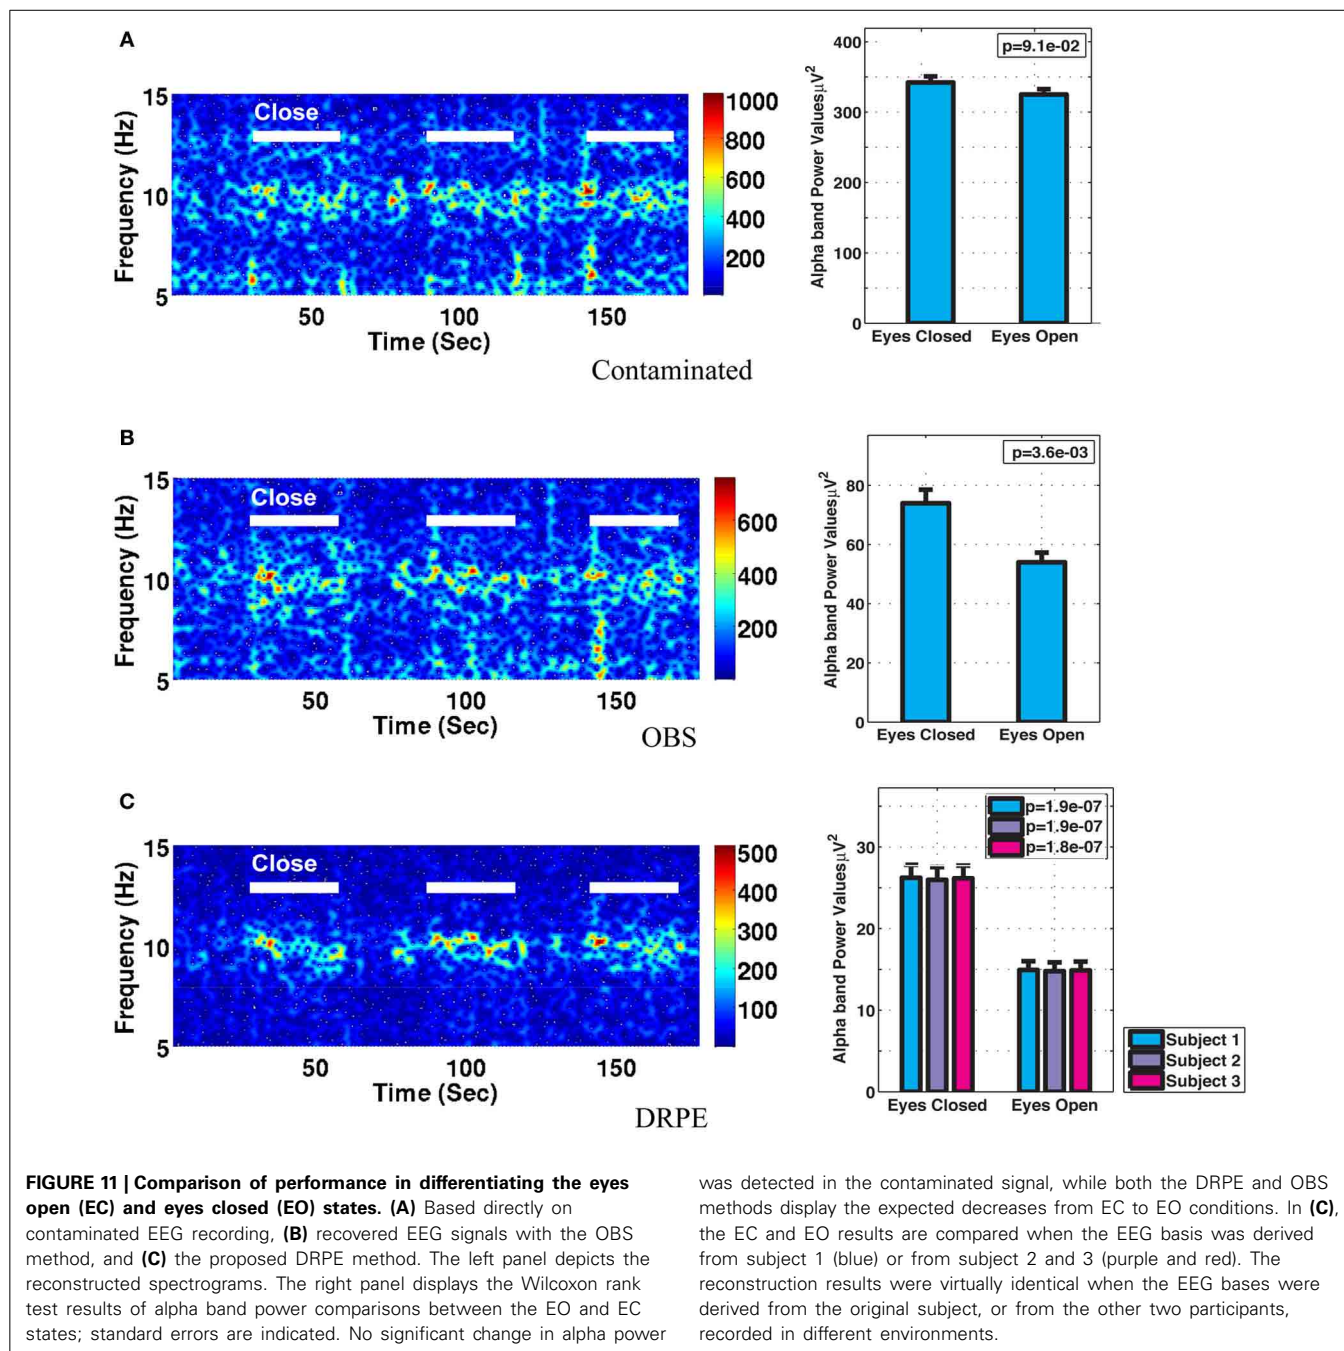 A
15
10
5
Frequency (Hz)
Close
50
100
150
Time (Sec)
1000
800
600
400
200
Contaminated
400
300
200
100
0
Alpha band Power ValuesμV²
p=9.1e-02
Eyes Closed
Eyes Open
B
15
10
5
Frequency (Hz)
Close
50
100
150
Time (Sec)
600
400
200
OBS
80
60
40
20
0
Alpha band Power ValuesμV²
p=3.6e-03
Eyes Closed
Eyes Open
C
15
10
5
Frequency (Hz)
Close
50
100
150
Time (Sec)
500
400
300
200
100
DRPE
30
20
10
0
Alpha band Power ValuesμV²
p=1.9e-07
p=1.9e-07
p=1.8e-07
Eyes Closed
Eyes Open
Subject 1
Subject 2
Subject 3
FIGURE 11 | Comparison of performance in differentiating the eyes
open (EC) and eyes closed (EO) states. (A) Based directly on
contaminated EEG recording, (B) recovered EEG signals with the OBS
method, and (C) the proposed DRPE method. The left panel depicts the
reconstructed spectrograms. The right panel displays the Wilcoxon rank
test results of alpha band power comparisons between the EO and EC
states; standard errors are indicated. No significant change in alpha power
was detected in the contaminated signal, while both the DRPE and OBS
methods display the expected decreases from EC to EO conditions. In (C),
the EC and EO results are compared when the EEG basis was derived
from subject 1 (blue) or from subject 2 and 3 (purple and red). The
reconstruction results were virtually identical when the EEG bases were
derived from the original subject, or from the other two participants,
recorded in different environments.